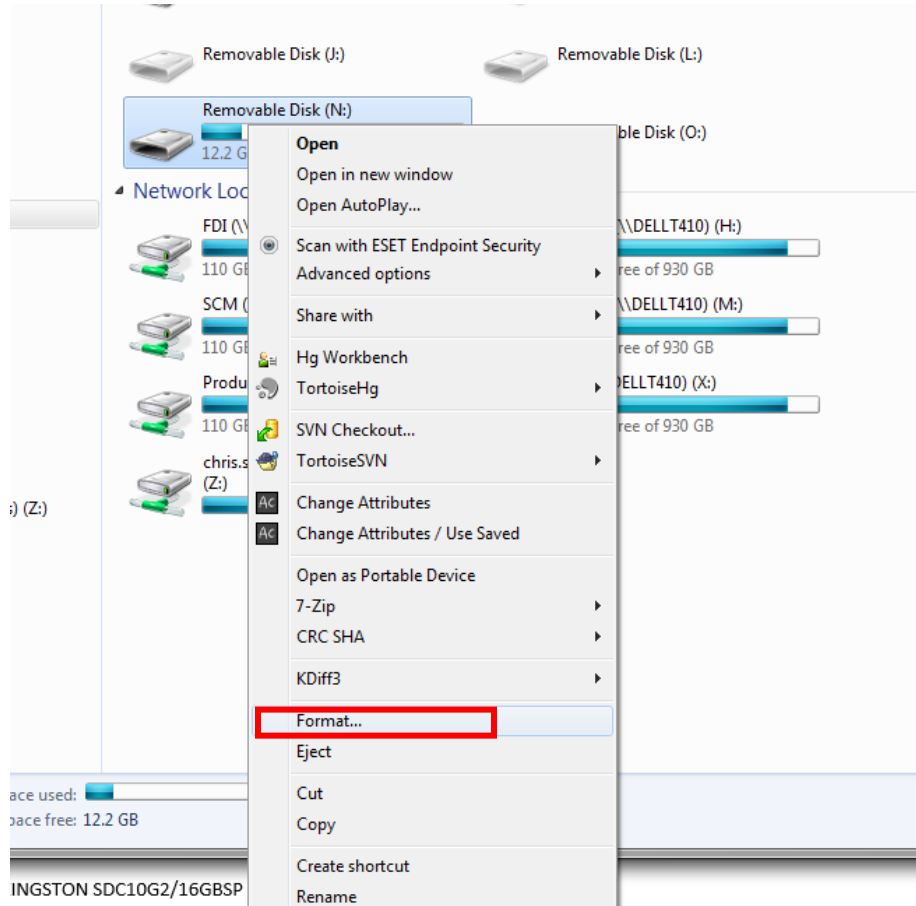 Removable Disk (J:)
Removable Disk (L:)
Removable Disk (N:)
12.2 G
ble Disk (O:)
Network Loc
FDI (\\
110 GB
\\DELLT410) (H:)
ree of 930 GB
SCM (
110 GB
\\DELLT410) (M:)
ree of 930 GB
Produ
110 GB
DELLT410) (X:)
ree of 930 GB
chris.s
(Z:)
s) (Z:)
Open
Open in new window
Open AutoPlay...
Scan with ESET Endpoint Security
Advanced options
Share with
Hg Workbench
TortoiseHg
SVN Checkout...
TortoiseSVN
Ac Change Attributes
Ac Change Attributes / Use Saved
Open as Portable Device
7-Zip
CRC SHA
KDiff3
Format...
Eject
Cut
Copy
Create shortcut
Rename
ace used:
pace free: 12.2 GB
INGSTON SDC10G2/16GBSP